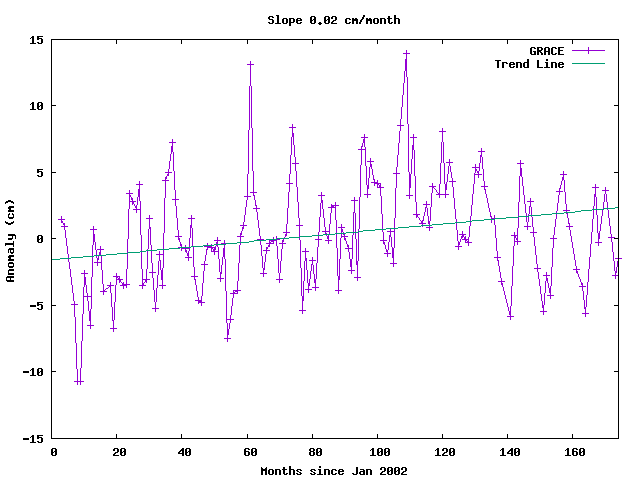 Slope 0.02 cm/month
GRACE
Trend Line
15
10
5
0
-5
-10
-15
Anomaly (cm)
0 20 40 60 80 100 120 140 160
Months since Jan 2002